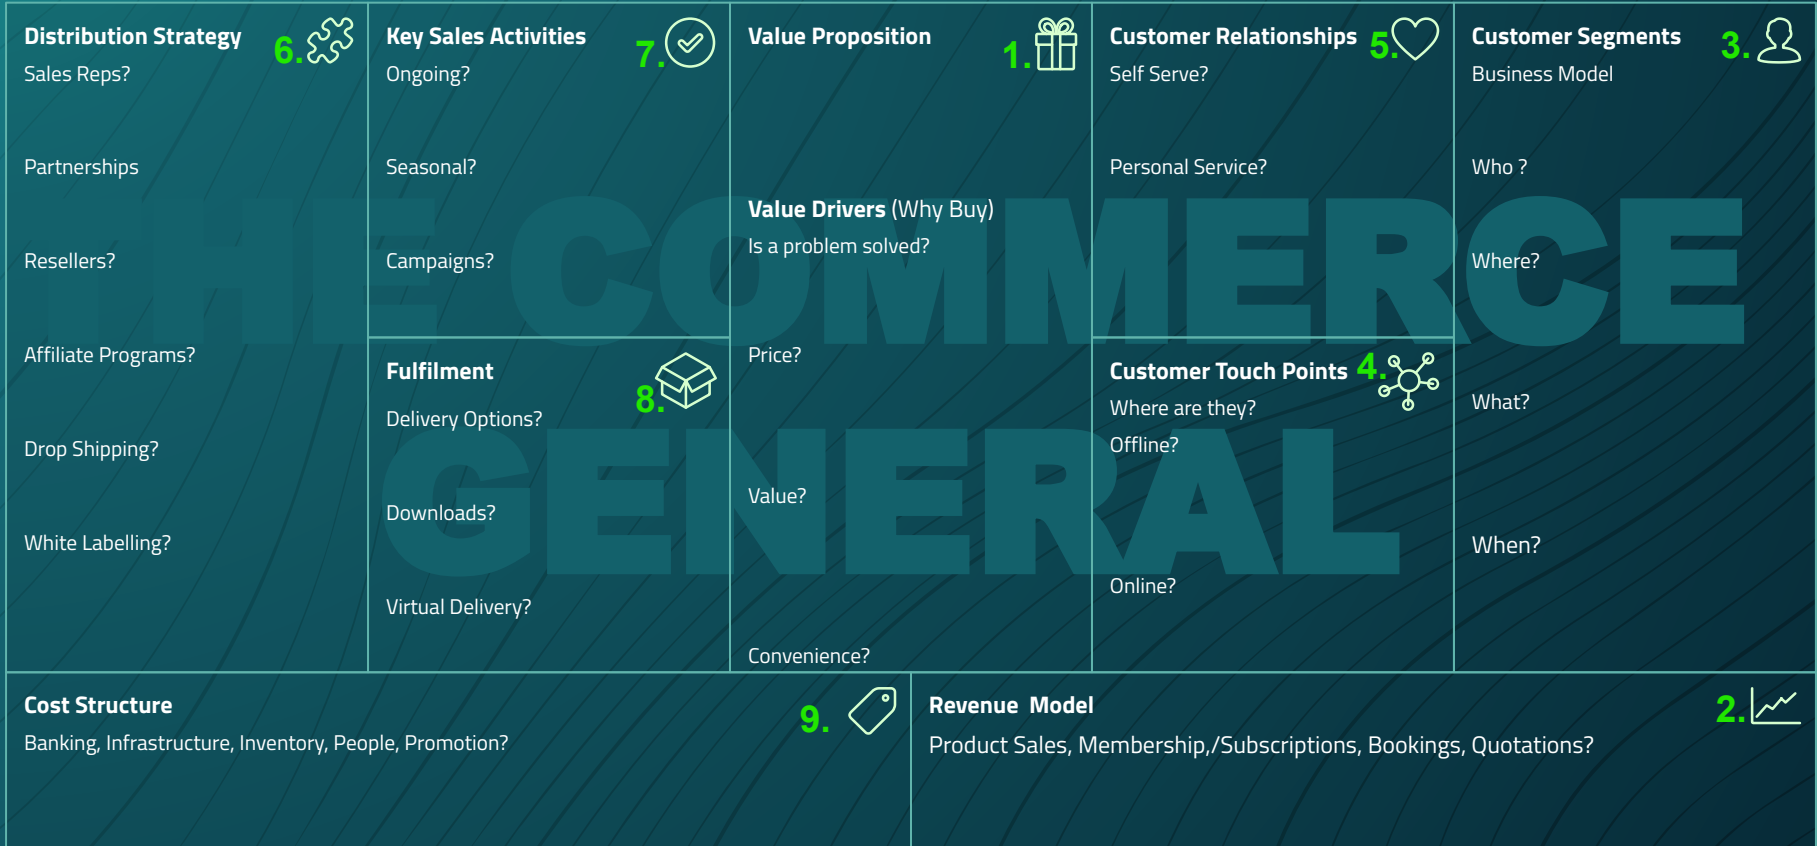 Distribution Strategy
6.
Sales Reps?
Partnerships
Resellers?
Affiliate Programs?
Drop Shipping?
White Labelling?
Key Sales Activities
7.
Ongoing?
Seasonal?
Campaigns?
Fulfilment
8.
Delivery Options?
Downloads?
Virtual Delivery?
Value Proposition
1.
Value Drivers (Why Buy)
Is a problem solved?
Price?
Value?
Convenience?
Customer Relationships
5.
Self Serve?
Personal Service?
Customer Touch Points
4.
Where are they?
Offline?
Online?
Customer Segments
3.
Business Model
Who ?
Where?
What?
When?
Cost Structure
9.
Banking, Infrastructure, Inventory, People, Promotion?
Revenue  Model
2.
Product Sales, Membership,/Subscriptions, Bookings, Quotations?
THE COMMERCE
GENERAL